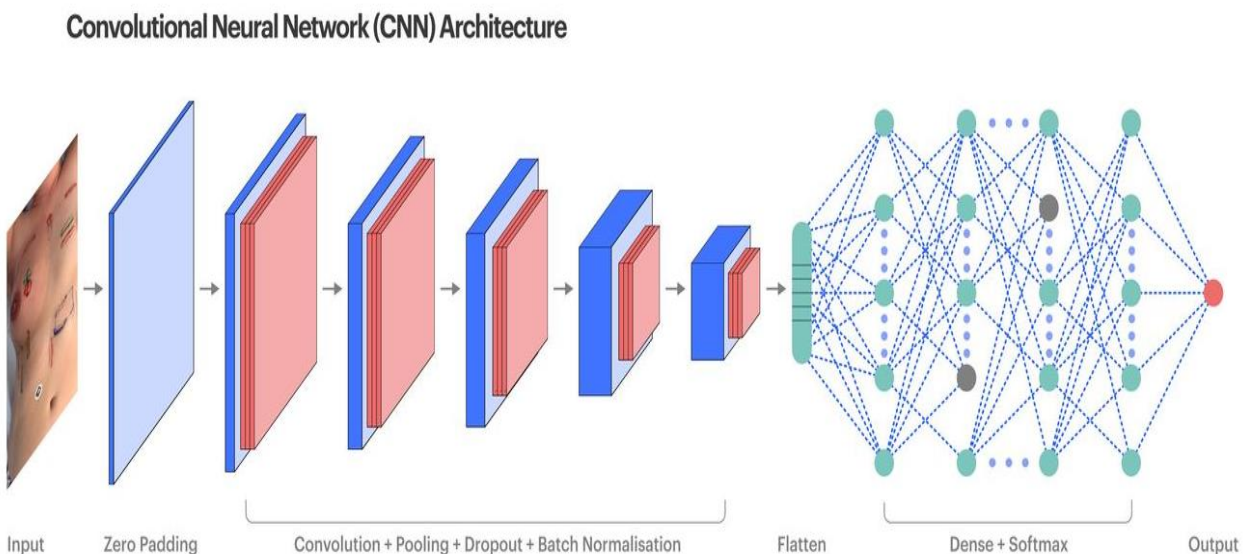 Convolutional Neural Network (CNN) Architecture
Input
Zero Padding
Convolution + Pooling + Dropout + Batch Normalisation
Flatten
Dense + Softmax
Output